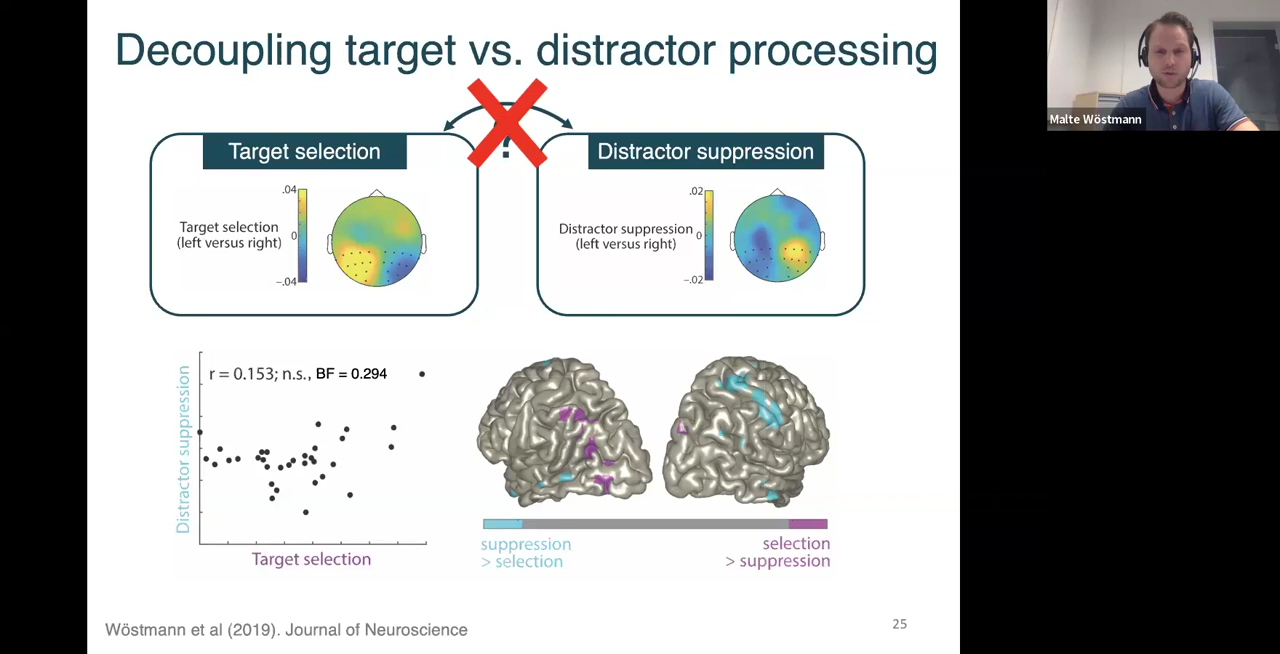 Decoupling target vs. distractor processing
Malte Wöstmann
?
Target selection
Distractor suppression
Target selection
(left versus right)
.04
0
−.04
Distractor suppression
(left versus right)
.02
0
−.02
r = 0.153; n.s., BF = 0.294
Distractor suppression
Target selection
suppression
> selection
selection
> suppression
Wöstmann et al (2019). Journal of Neuroscience
25